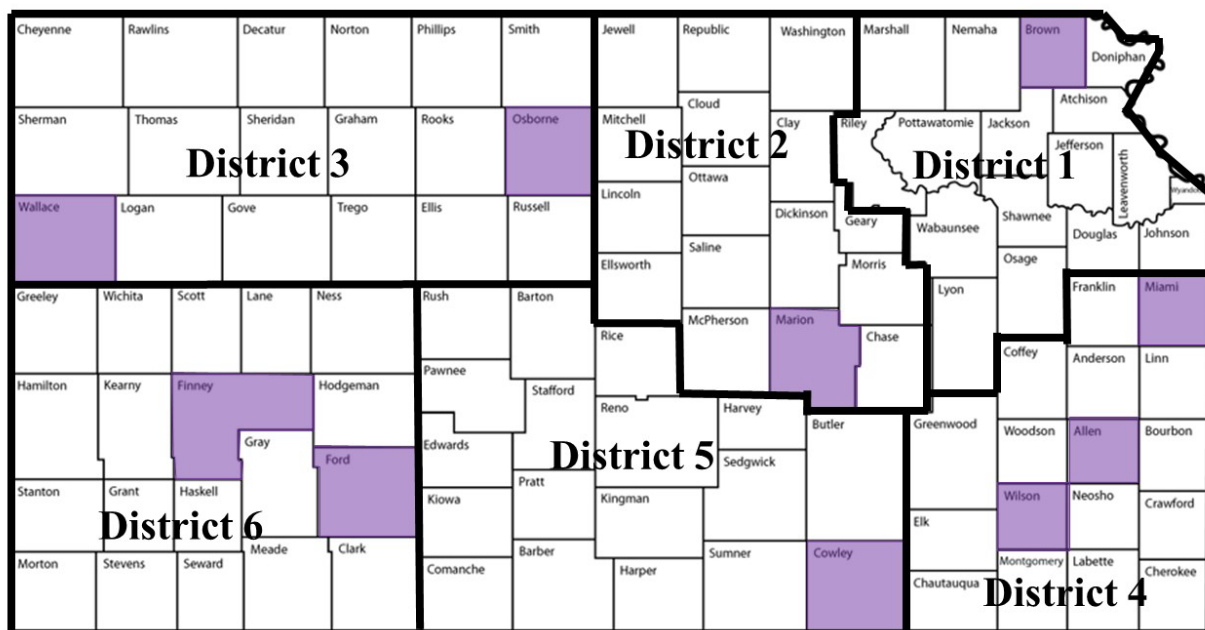 Cheyenne Rawlins Decatur Norton Phillips Smith Jewell Republic Washington Marshall Nemaha Brown
Doniphan
Atchison
Cloud
Sherman Thomas Sheridan Graham Rooks Osborne Mitchell Clay Riley Pottawatomie Jackson
Jefferson
District 3 District 2 District 1
Leavenworth
Ottawa
Wyandotte
Lincoln
Wallace Logan Gove Trego Ellis Russell Dickinson Shawnee
Geary Wabaunsee Douglas Johnson
Saline
Ellsworth Morris Osage
Lyon Franklin Miami
Greeley Wichita Scott Lane Ness Rush Barton
McPherson Marion
Rice Chase
Coffey Anderson Linn
Pawnee
Hamilton Kearny Finney Hodgeman Stafford
Reno Harvey
Butler Greenwood
Woodson Allen Bourbon
Gray Edwards
District 5
Ford Sedgwick
Pratt
Stanton Grant Haskell Kiowa Kingman Wilson Neosho
Crawford
District 6
Elk
Meade Clark Barber Sumner Cowley
Morton Stevens Seward Comanche Harper Montgomery Labette
Cherokee
Chautauqua
District 4